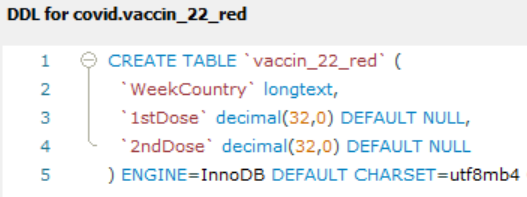 DDL for covid.vaccin_22_red
1 CREATE TABLE `vaccin_22_red` (
2 `WeekCountry` longtext,
3 `1stDose` decimal(32,0) DEFAULT NULL,
4 `2ndDose` decimal(32,0) DEFAULT NULL
5 ) ENGINE=InnoDB DEFAULT CHARSET=utf8mb4